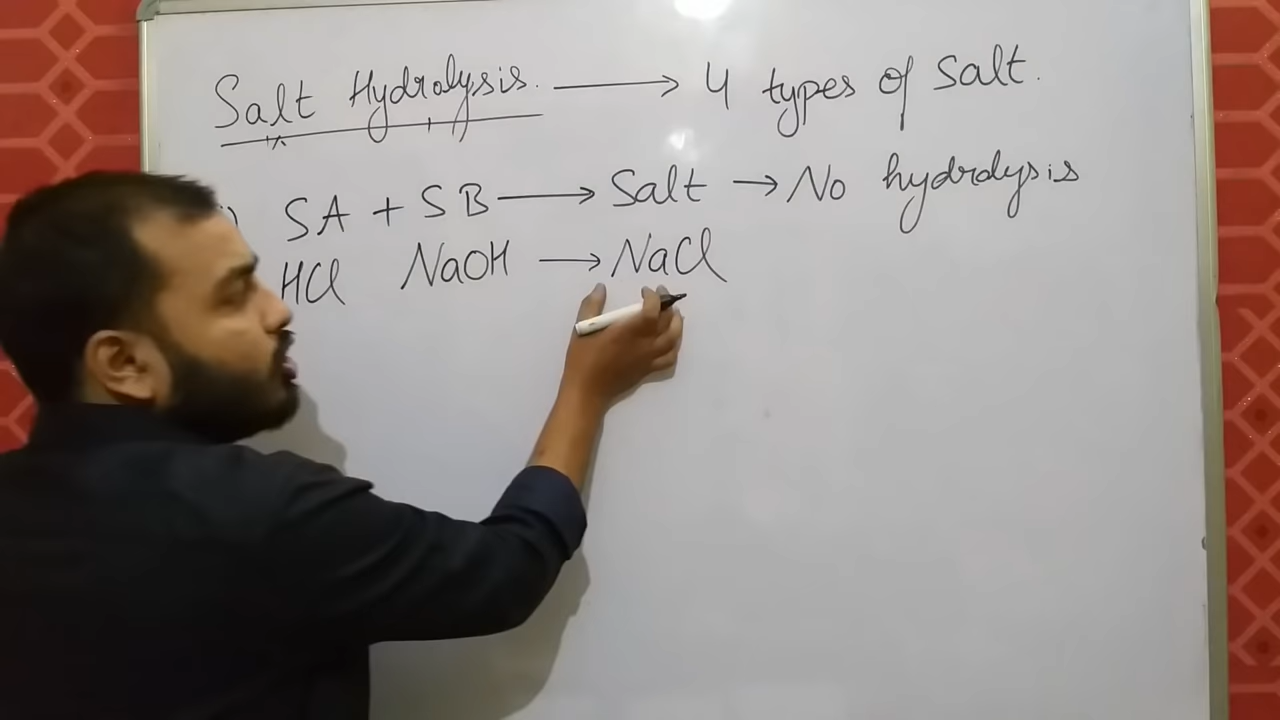 Salt Hydrolysis. → 4 types of Salt.
SA + SB → Salt → No hydrolysis
HCl NaOH → NaCl